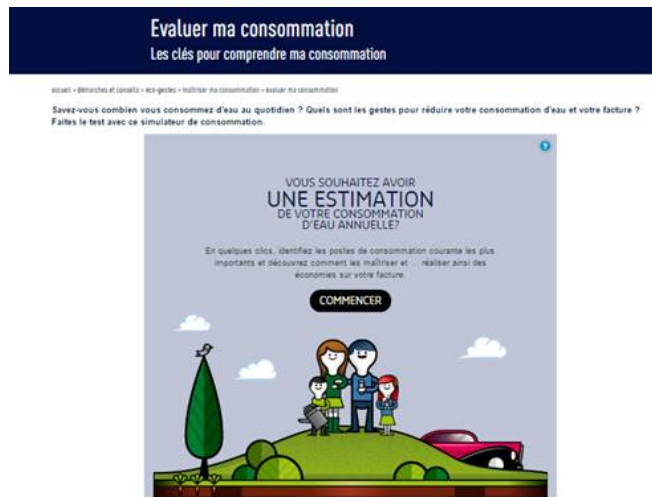 Evaluer ma consommation
Les clés pour comprendre ma consommation
accueil > démarches et conseils > eco-gestes > maîtriser ma consommation > evaluer ma consommation
Savez-vous combien vous consommez d'eau au quotidien ? Quels sont les gestes pour réduire votre consommation d'eau et votre facture ?
Faites le test avec ce simulateur de consommation.
?
VOUS SOUHAITEZ AVOIR
UNE ESTIMATION
DE VOTRE CONSOMMATION
D'EAU ANNUELLE?
En quelques clics, identifiez les postes de consommation courante les plus
importants et découvrez comment les maîtriser et ... réaliser ainsi des
économies sur votre facture.
COMMENCER